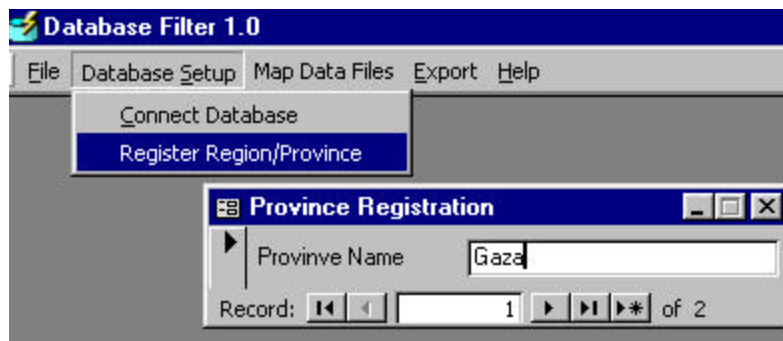 Database Filter 1.0
File Database Setup Map Data Files Export Help
Connect Database
Register Region/Province
Province Registration
Provinve Name Gaza
Record: 1 of 2